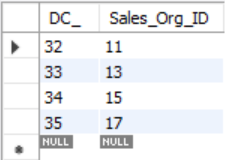 DC_ Sales_Org_ID
32 11
33 13
34 15
35 17
NULL NULL